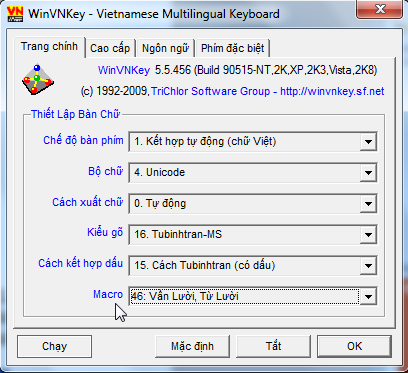 WinVNKey - Vietnamese Multilingual Keyboard
Trang chính Cao cấp Ngôn ngữ Phím đặc biệt
WinVNKey 5.5.456 (Build 90515-NT,2K,XP,2K3,Vista,2K8)
(c) 1992-2009,TriChlor Software Group - http://winvnkey.sf.net
Thiết Lập Bàn Chữ
Chế độ bàn phím 1. Kết hợp tự động (chữ Việt)
Bộ chữ 4. Unicode
Cách xuất chữ 0. Tự động
Kiểu gõ 16. Tubinhtran-MS
Cách kết hợp dấu 15. Cách Tubinhtran (có dấu)
Macro 46: Vần Lười, Từ Lười
Chạy Mặc định Tắt OK